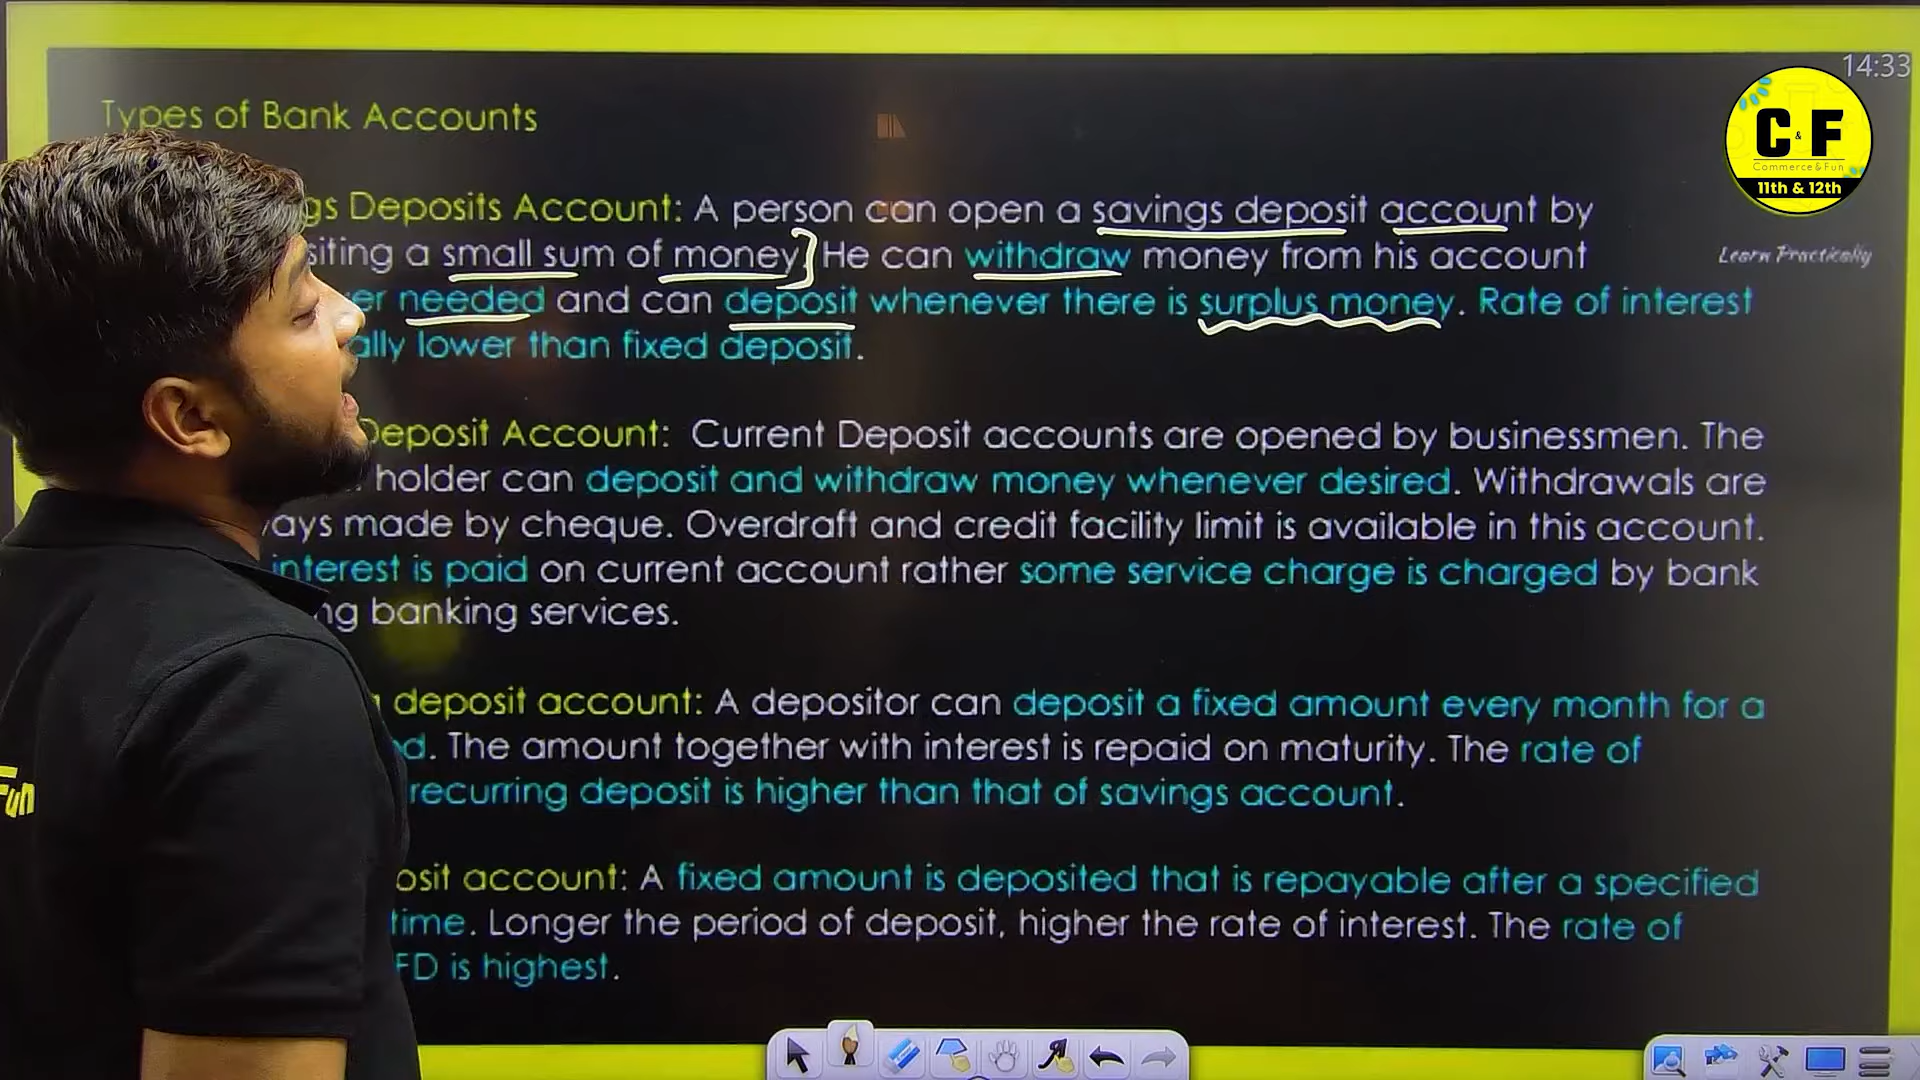 14:33
C&F
Commerce & Fun
11th & 12th
Learn Practically
Types of Bank Accounts
Deposits Account: A person can open a savings deposit account by
a small sum of money. He can withdraw money from his account
needed and can deposit whenever there is surplus money. Rate of interest
lower than fixed deposit.
Deposit Account: Current Deposit accounts are opened by businessmen. The
holder can deposit and withdraw money whenever desired. Withdrawals are
made by cheque. Overdraft and credit facility limit is available in this account.
interest is paid on current account rather some service charge is charged by bank
banking services.
deposit account: A depositor can deposit a fixed amount every month for a
The amount together with interest is repaid on maturity. The rate of
recurring deposit is higher than that of savings account.
account: A fixed amount is deposited that is repayable after a specified
time. Longer the period of deposit, higher the rate of interest. The rate of
FD is highest.
Fun